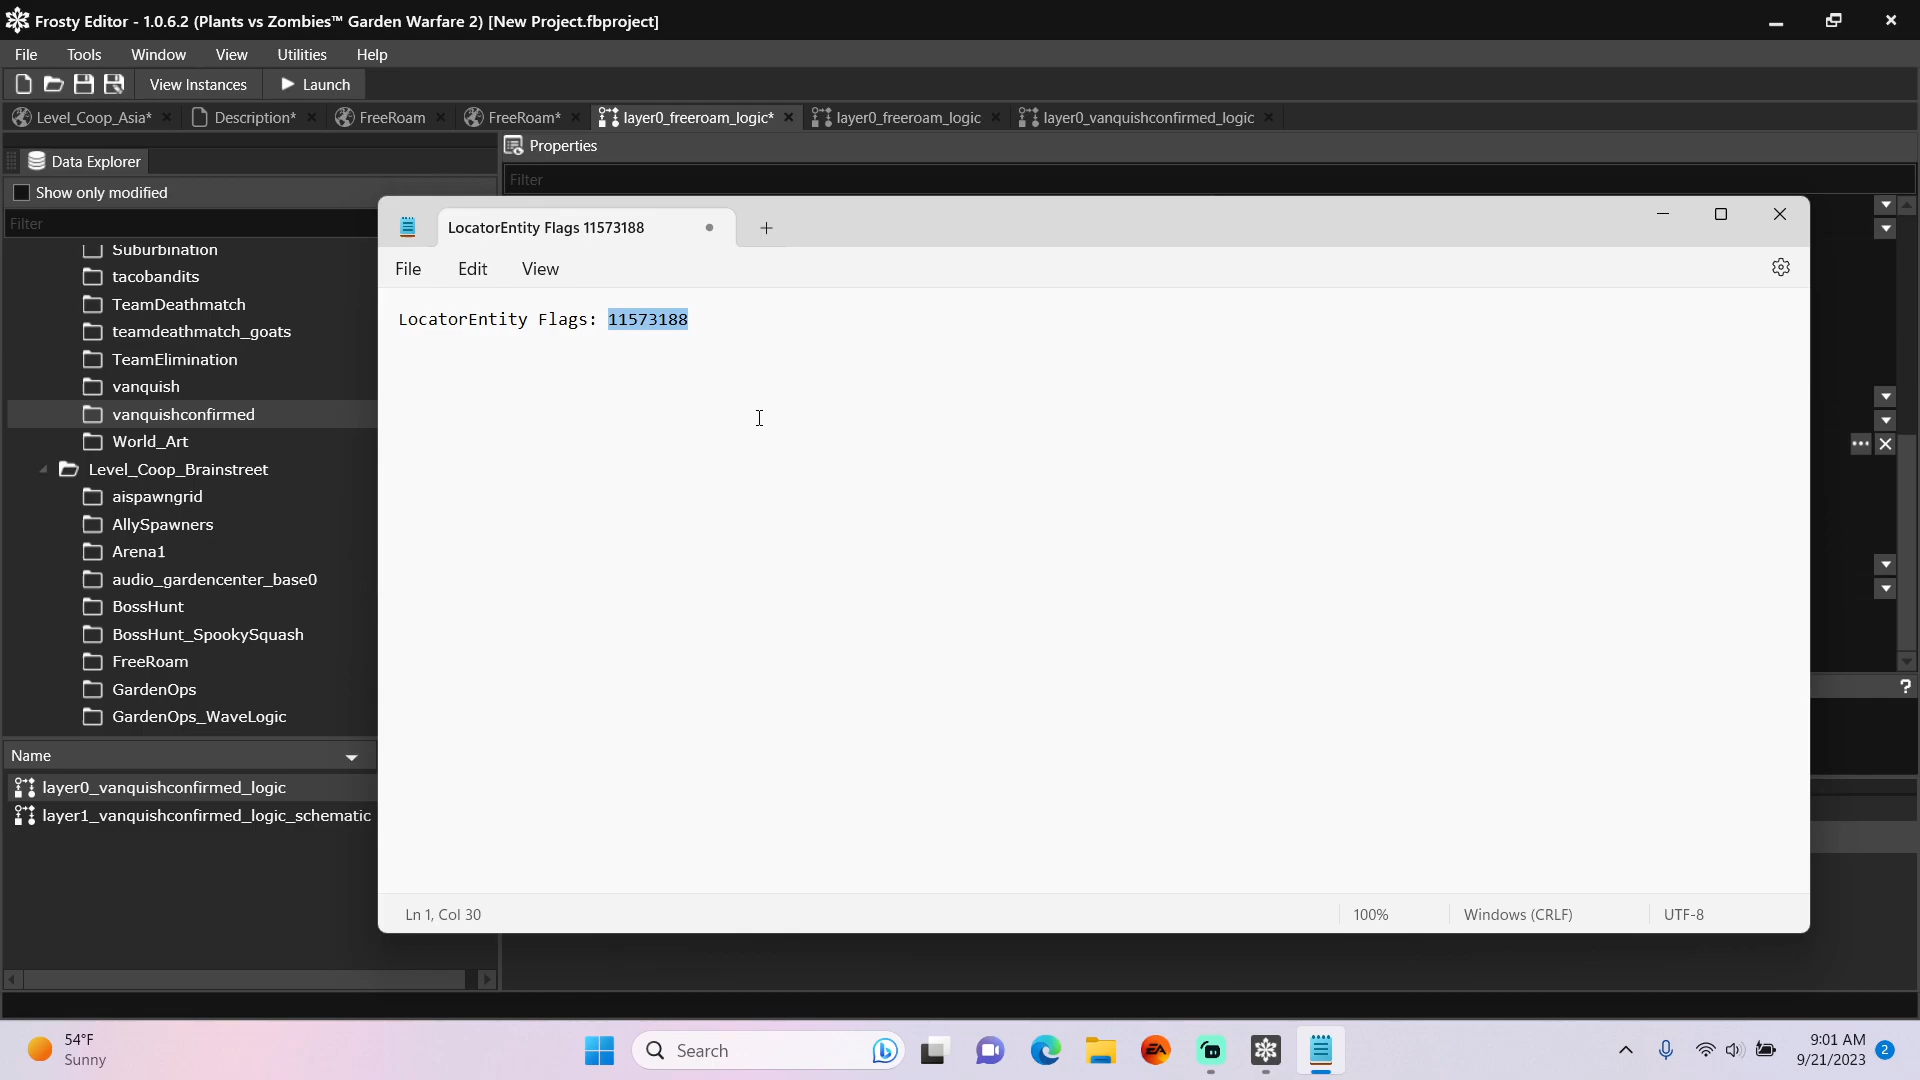 Frosty Editor - 1.0.6.2 (Plants vs Zombies™ Garden Warfare 2) [New Project.fbproject]
File Tools Window View Utilities Help
View Instances Launch
Level_Coop_Asia* Description* FreeRoam FreeRoam* layer0_freeroam_logic* layer0_freeroam_logic layer0_vanquishconfirmed_logic
Data Explorer
Properties
Show only modified
Filter
Filter
Suburbination
tacobandits
TeamDeathmatch
teamdeathmatch_goats
TeamElimination
vanquish
vanquishconfirmed
World_Art
Level_Coop_Brainstreet
aispawngrid
AllySpawners
Arena1
audio_gardencenter_base0
BossHunt
BossHunt_SpookySquash
FreeRoam
GardenOps
GardenOps_WaveLogic
Name
layer0_vanquishconfirmed_logic
layer1_vanquishconfirmed_logic_schematic
LocatorEntity Flags 11573188
File Edit View
LocatorEntity Flags: 11573188
Ln 1, Col 30 100% Windows (CRLF) UTF-8
?
54°F
Sunny
Search
EA
9:01 AM
9/21/2023
2